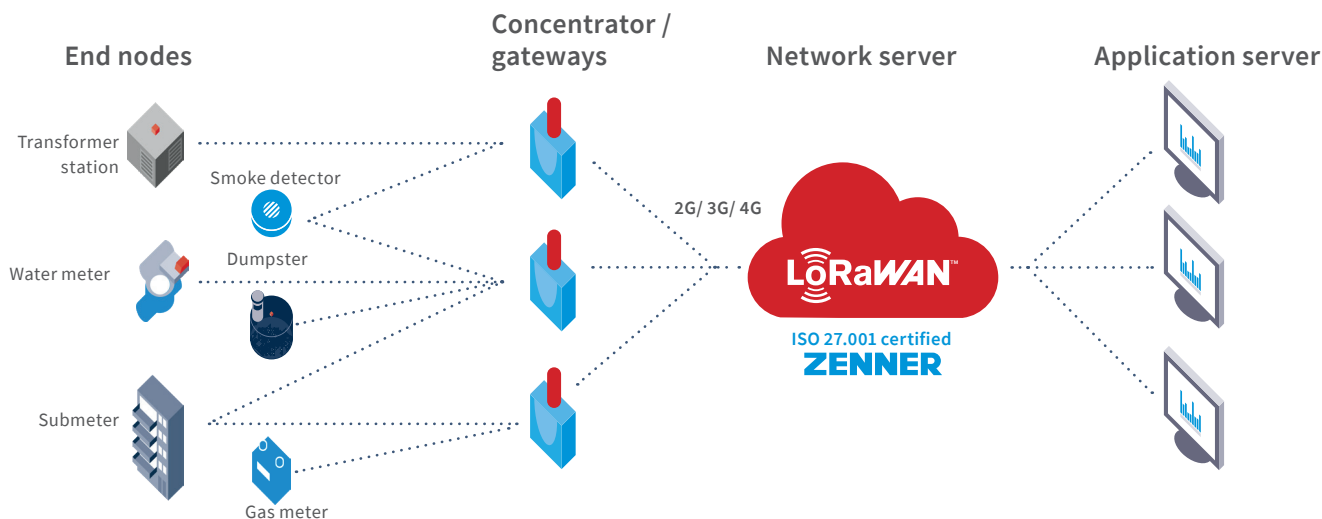 End nodes
Concentrator /
gateways
Network server
Application server
Transformer
station
Smoke detector
2G/ 3G/ 4G
Water meter
Dumpster
LoRaWAN™
ISO 27.001 certified
ZENNER
Submeter
Gas meter